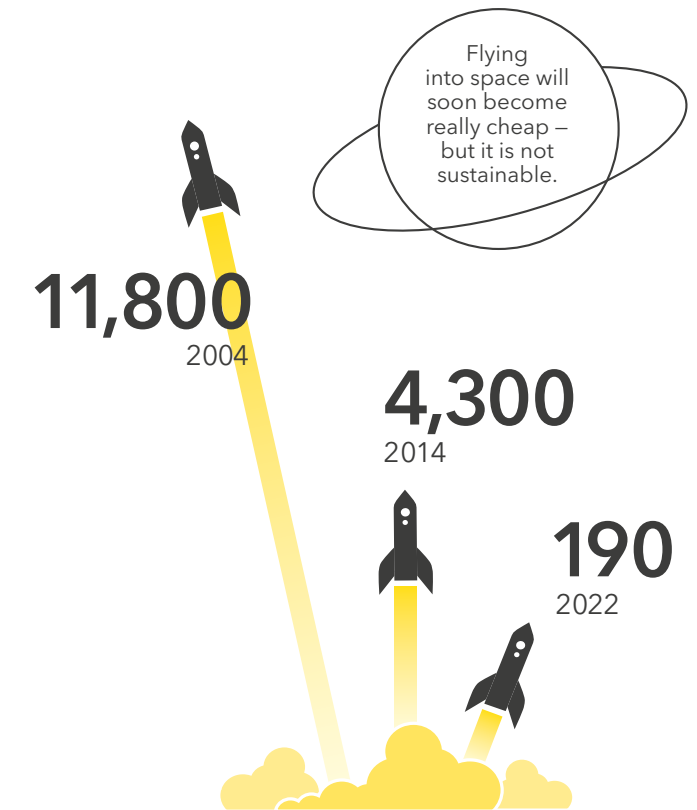 Flying
into space will
soon become
really cheap –
but it is not
sustainable.
11,800
2004
4,300
2014
190
2022